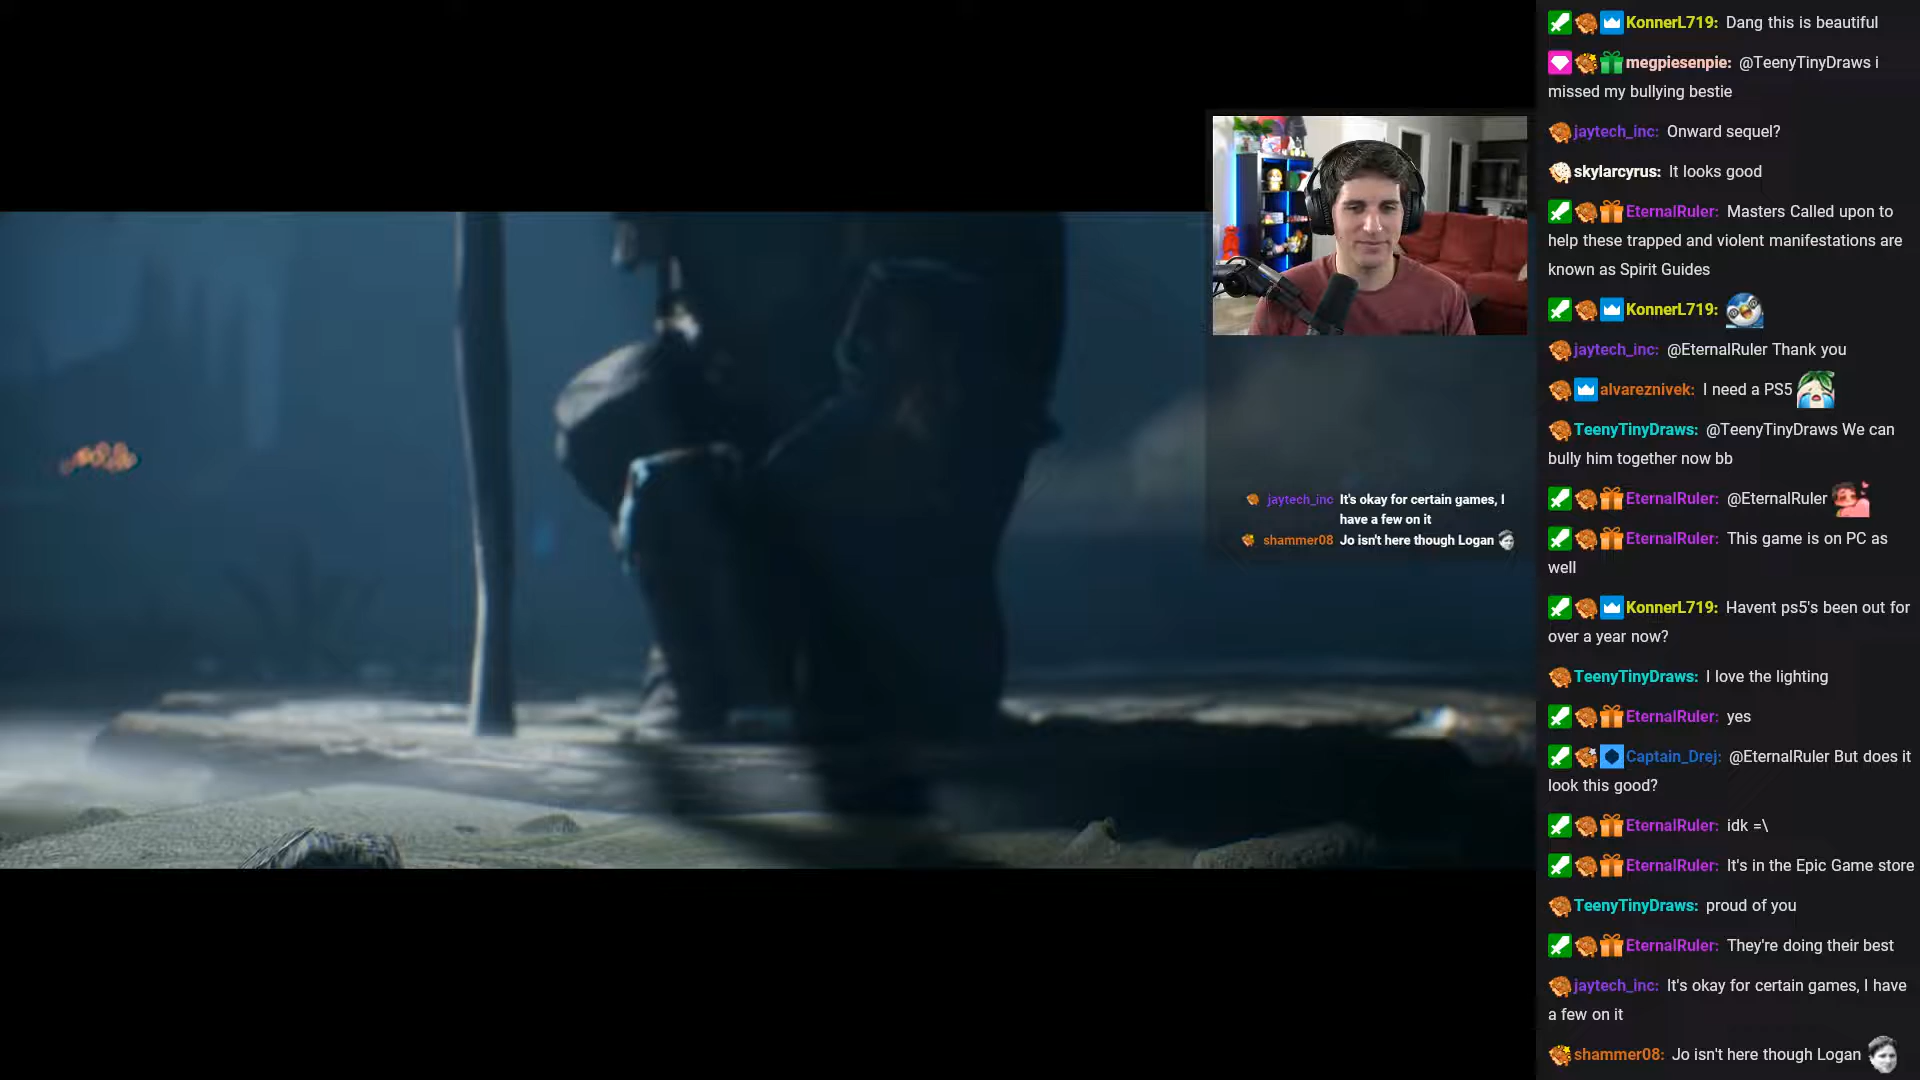 KonnerL719: Dang this is beautiful
megpiesenpie: @TeenyTinyDraws i
missed my bullying bestie
jaytech_inc: Onward sequel?
skylarcyrus: It looks good
EternalRuler: Masters Called upon to
help these trapped and violent manifestations are
known as Spirit Guides
KonnerL719:
jaytech_inc: @EternalRuler Thank you
alvareznivek: I need a PS5
TeenyTinyDraws: @TeenyTinyDraws We can
bully him together now bb
EternalRuler: @EternalRuler
EternalRuler: This game is on PC as
well
KonnerL719: Havent ps5's been out for
over a year now?
TeenyTinyDraws: I love the lighting
EternalRuler: yes
Captain_Drej: @EternalRuler But does it
look this good?
EternalRuler: idk =\
EternalRuler: It's in the Epic Game store
TeenyTinyDraws: proud of you
EternalRuler: They're doing their best
jaytech_inc: It's okay for certain games, I have
a few on it
shammer08: Jo isn't here though Logan
jaytech_inc It's okay for certain games, I
have a few on it
shammer08 Jo isn't here though Logan